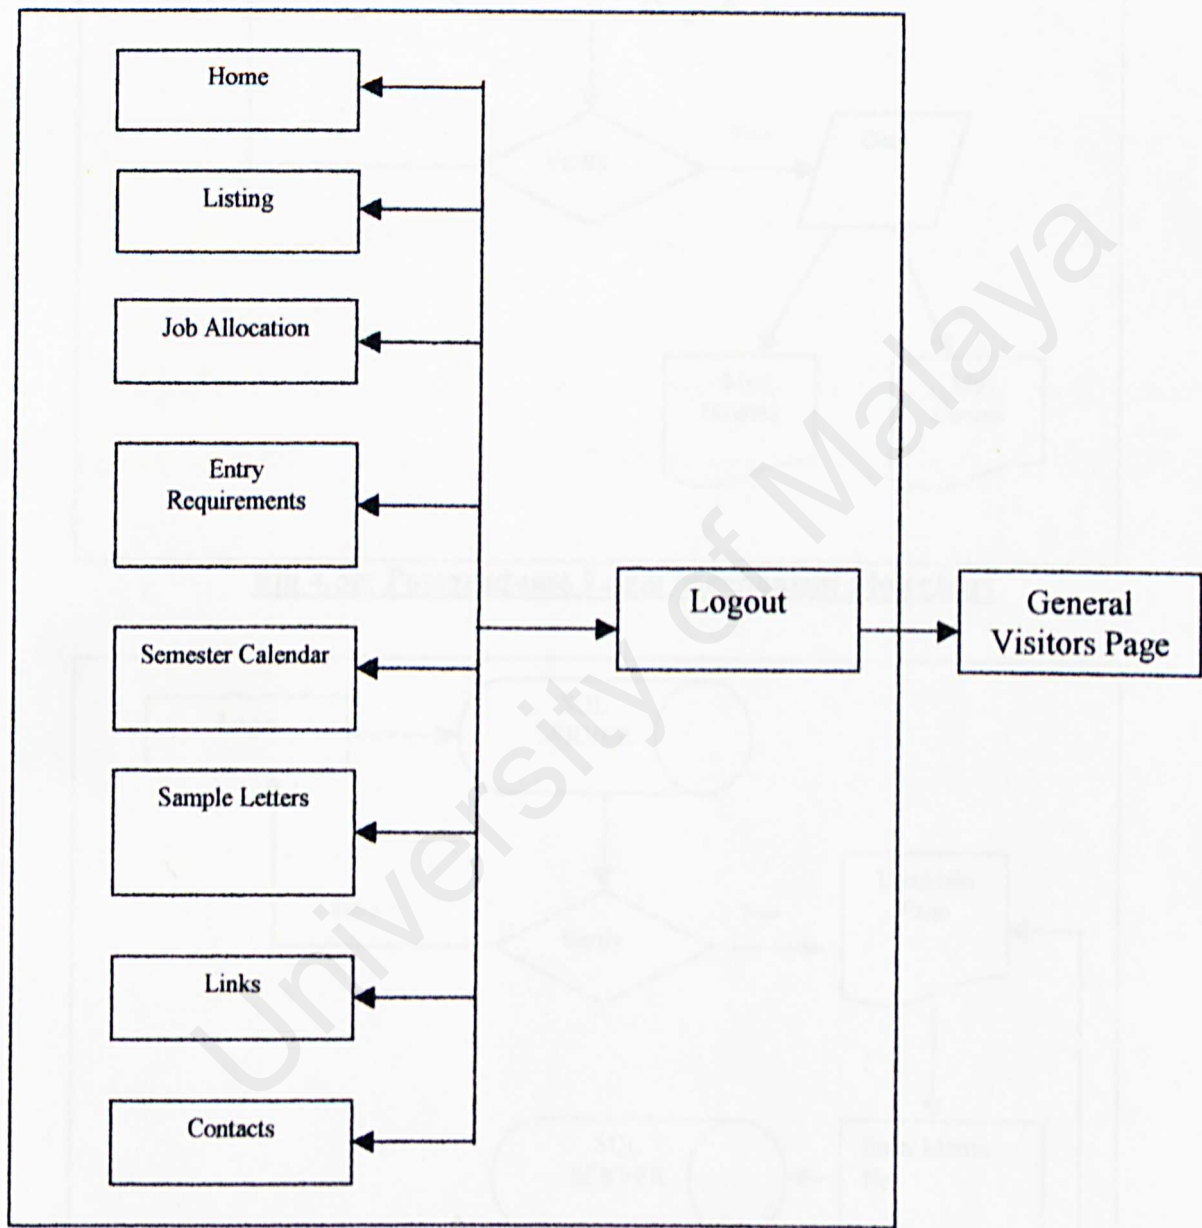 Home
Listing
Job Allocation
Entry
Requirements
Semester Calendar
Sample Letters
Links
Contacts
Logout
General
Visitors Page
University of Malaya